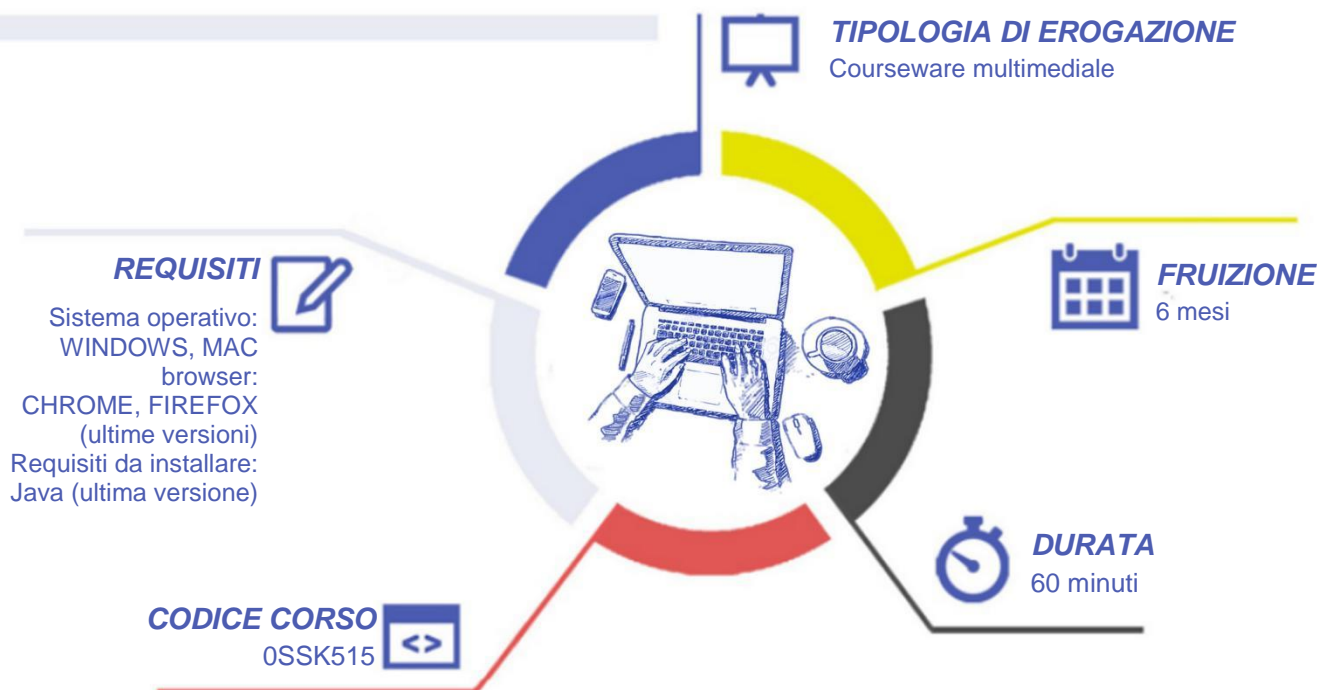 TIPOLOGIA DI EROGAZIONE
Courseware multimediale
REQUISITI
Sistema operativo:
WINDOWS, MAC
browser:
CHROME, FIREFOX
(ultime versioni)
Requisiti da installare:
Java (ultima versione)
FRUIZIONE
6 mesi
DURATA
60 minuti
CODICE CORSO
0SSK515